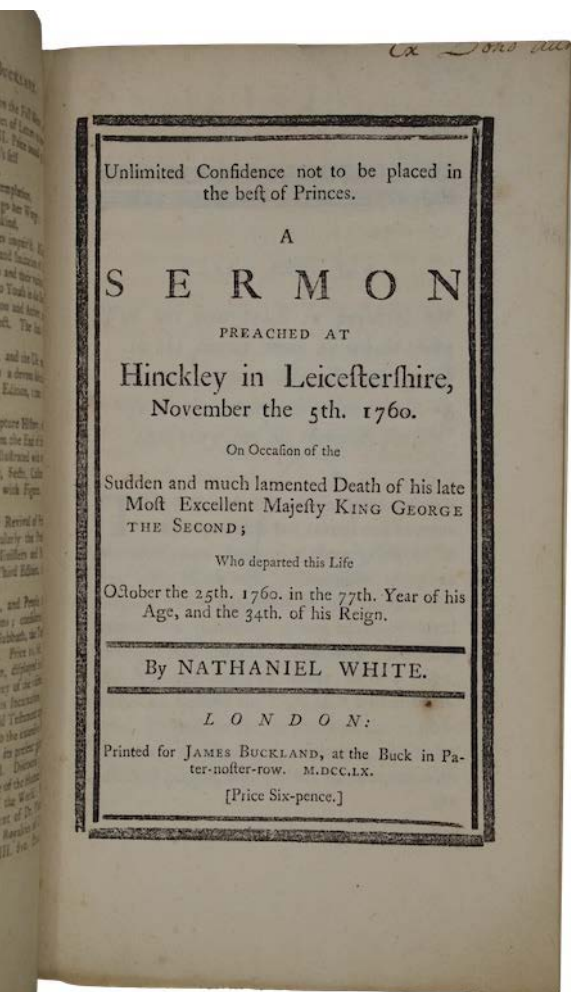 Ex Dono
Unlimited Confidence not to be placed in
the beſt of Princes.
A
SERMON
PREACHED AT
Hinckley in Leiceſterſhire,
November the 5th. 1760.
On Occaſion of the
Sudden and much lamented Death of his late
Moſt Excellent Majeſty KING GEORGE
THE SECOND;
Who departed this Life
October the 25th. 1760. in the 77th. Year of his
Age, and the 34th. of his Reign.
By NATHANIEL WHITE.
LONDON:
Printed for JAMES BUCKLAND, at the Buck in Pa-
ter-noſter-row. M.DCC.LX.
[Price Six-pence.]